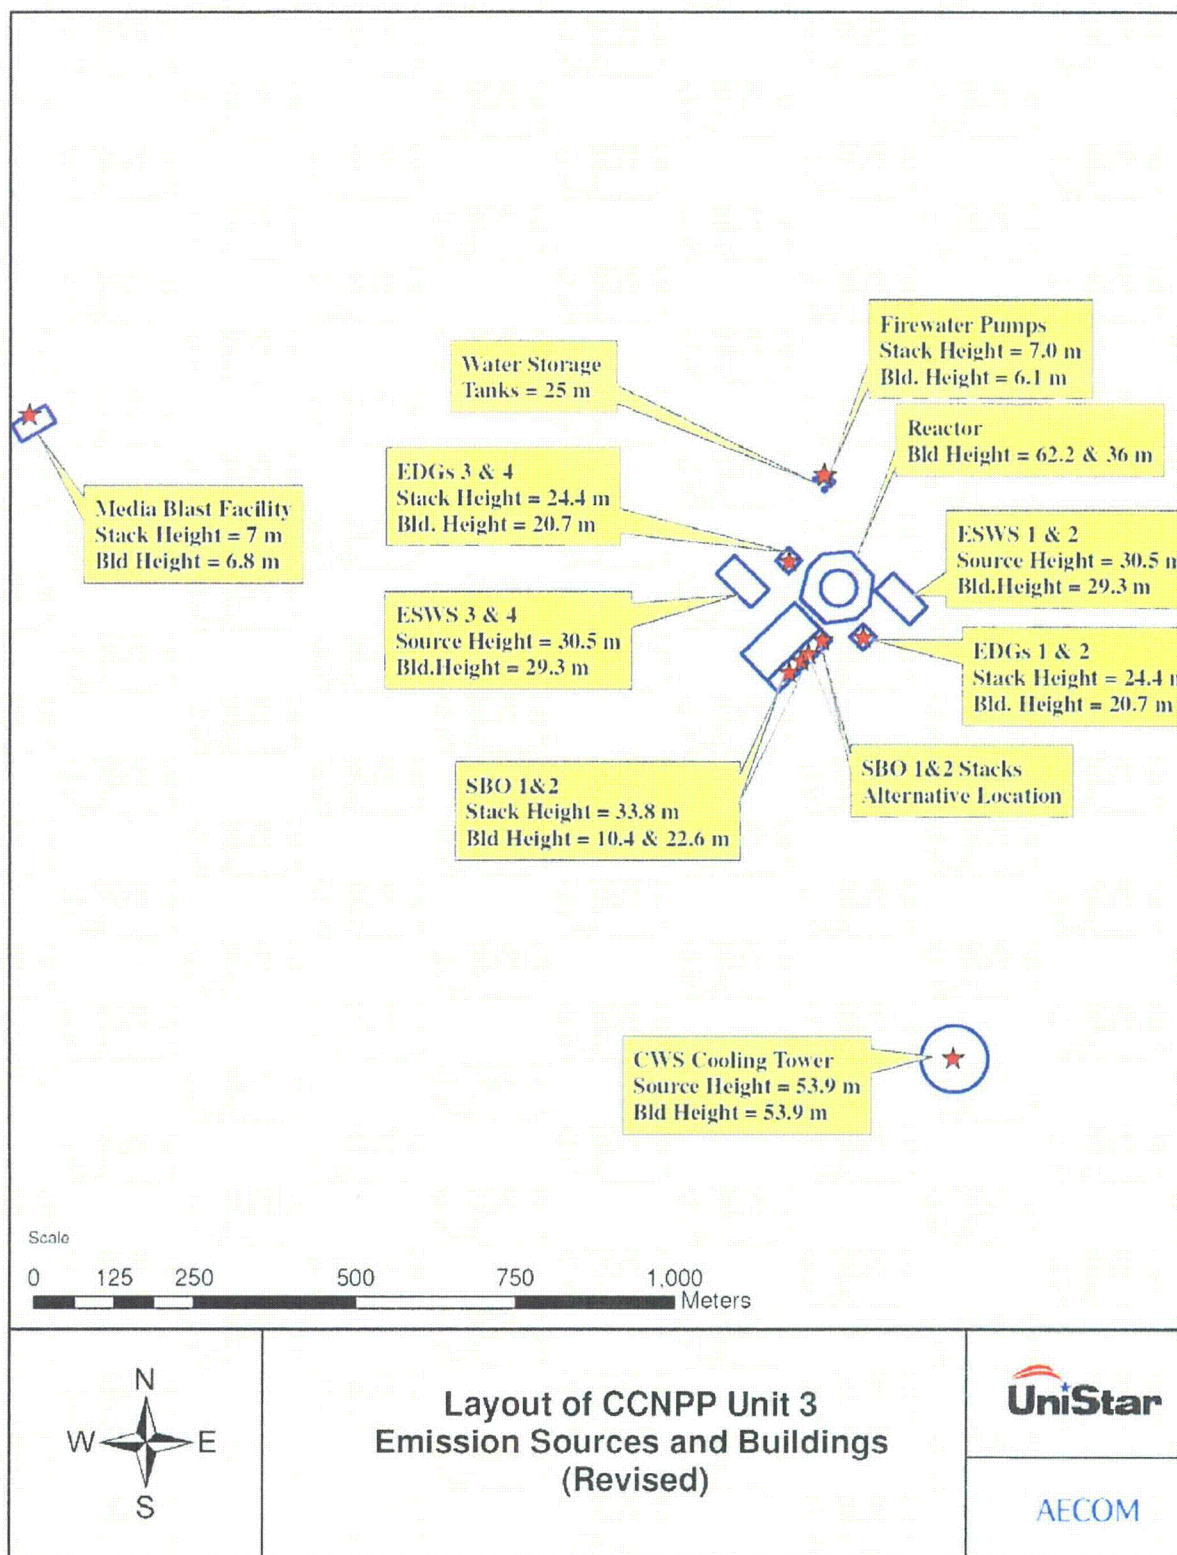 Firewater Pumps
Stack Height = 7.0 m
Bld. Height = 6.1 m
Water Storage
Tanks = 25 m
Reactor
Bld Height = 62.2 & 36 m
EDGs 3 & 4
Stack Height = 24.4 m
Bld. Height = 20.7 m
Media Blast Facility
Stack Height = 7 m
Bld Height = 6.8 m
ESWS 1 & 2
Source Height = 30.5 m
Bld.Height = 29.3 m
ESWS 3 & 4
Source Height = 30.5 m
Bld.Height = 29.3 m
EDGs 1 & 2
Stack Height = 24.4
Bld. Height = 20.7 m
SBO 1&2 Stacks
Alternative Location
SBO 1&2
Stack Height = 33.8 m
Bld Height = 10.4 & 22.6 m
CWS Cooling Tower
Source Height = 53.9 m
Bld Height = 53.9 m
Scale
0 125 250 500 750 1,000
Meters
N
W E
S
Layout of CCNPP Unit 3
Emission Sources and Buildings
(Revised)
UniStar
AECOM